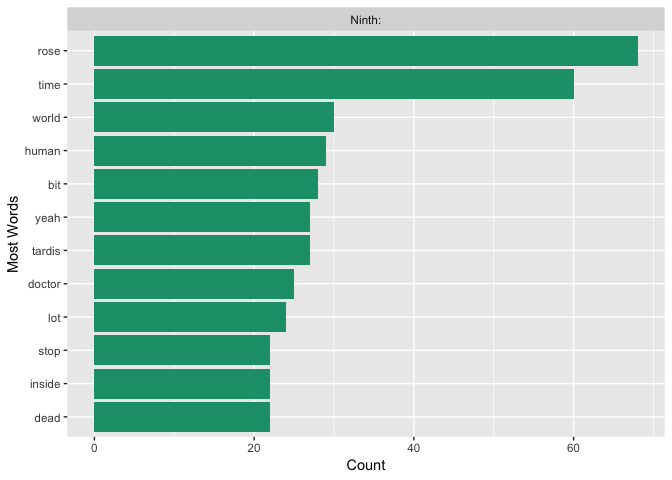 Ninth:
Most Words
rose
time
world
human
bit
yeah
tardis
doctor
lot
stop
inside
dead
0 20 40 60
Count